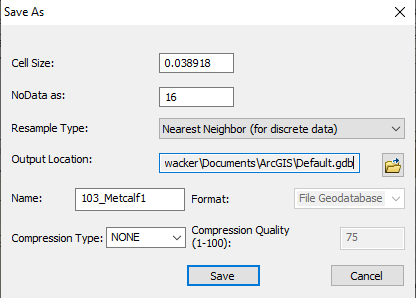 Save As
Cell Size: 0.038918
NoData as: 16
Resample Type: Nearest Neighbor (for discrete data)
Output Location: wacker\Documents\ArcGIS\Default.gdb
Name: 103_Metcalf1 Format: File Geodatabase
Compression Type: NONE Compression Quality (1-100): 75
Save Cancel